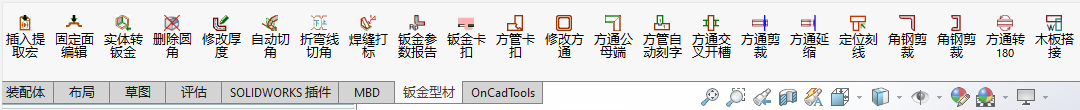 插入提取宏 固定面编辑 实体转钣金 删除圆角 修改厚度 自动切角 折弯线切角 焊缝打标 钣金参数报告 钣金卡扣 方管卡扣 修改方通 方通公母端 方管自动刻字 方通交叉开槽 方通剪裁 方通延缩 定位刻线 角钢剪裁 角钢剪裁 方通转180 木板搭接
装配体 布局 草图 评估 SOLIDWORKS 插件 MBD 钣金型材 OnCadTools